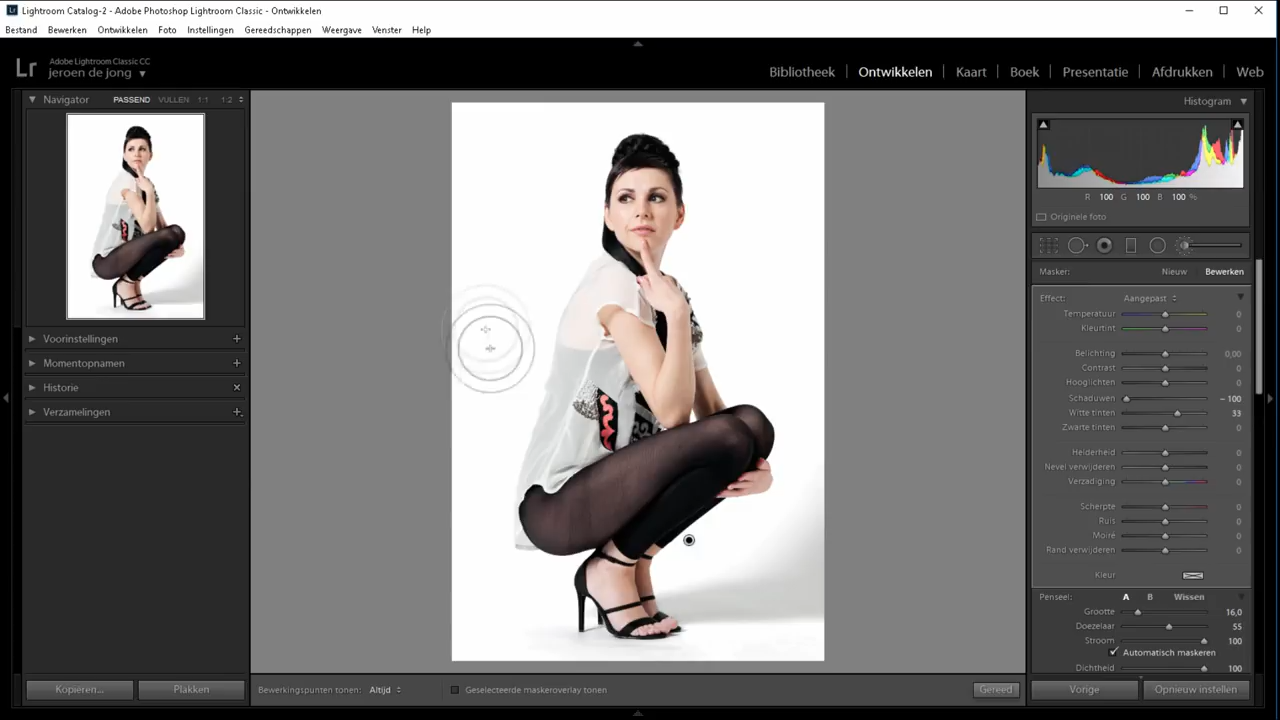 Lightroom Catalog-2 - Adobe Photoshop Lightroom Classic - Ontwikkelen
Bestand Bewerken Ontwikkelen Foto Instellingen Gereedschappen Weergave Venster Help
Lr Adobe Lightroom Classic CC
jeroen de jong
Bibliotheek Ontwikkelen Kaart Boek Presentatie Afdrukken Web
Navigator PASSEND VULLEN 1:1 1:2
Voorinstellingen
Momentopnamen
Historie
Verzamelingen
Kopiëren... Plakken
Bewerkingspunten tonen: Altijd Geselecteerde maskeroverlay tonen Gereed
Histogram
R 100 G 100 B 100 %
Originele foto
Masker: Nieuw Bewerken
Effect: Aangepast
Temperatuur 0
Kleurtint 0
Belichting 0,00
Contrast 0
Hooglichten 0
Schaduwen - 100
Witte tinten 33
Zwarte tinten 0
Helderheid 0
Nevel verwijderen 0
Verzadiging 0
Scherpte 0
Ruis 0
Moiré 0
Rand verwijderen 0
Kleur
Penseel: A B Wissen
Grootte 16,0
Doezelaar 55
Stroom 100
Automatisch maskeren
Dichtheid 100
Vorige Opnieuw instellen